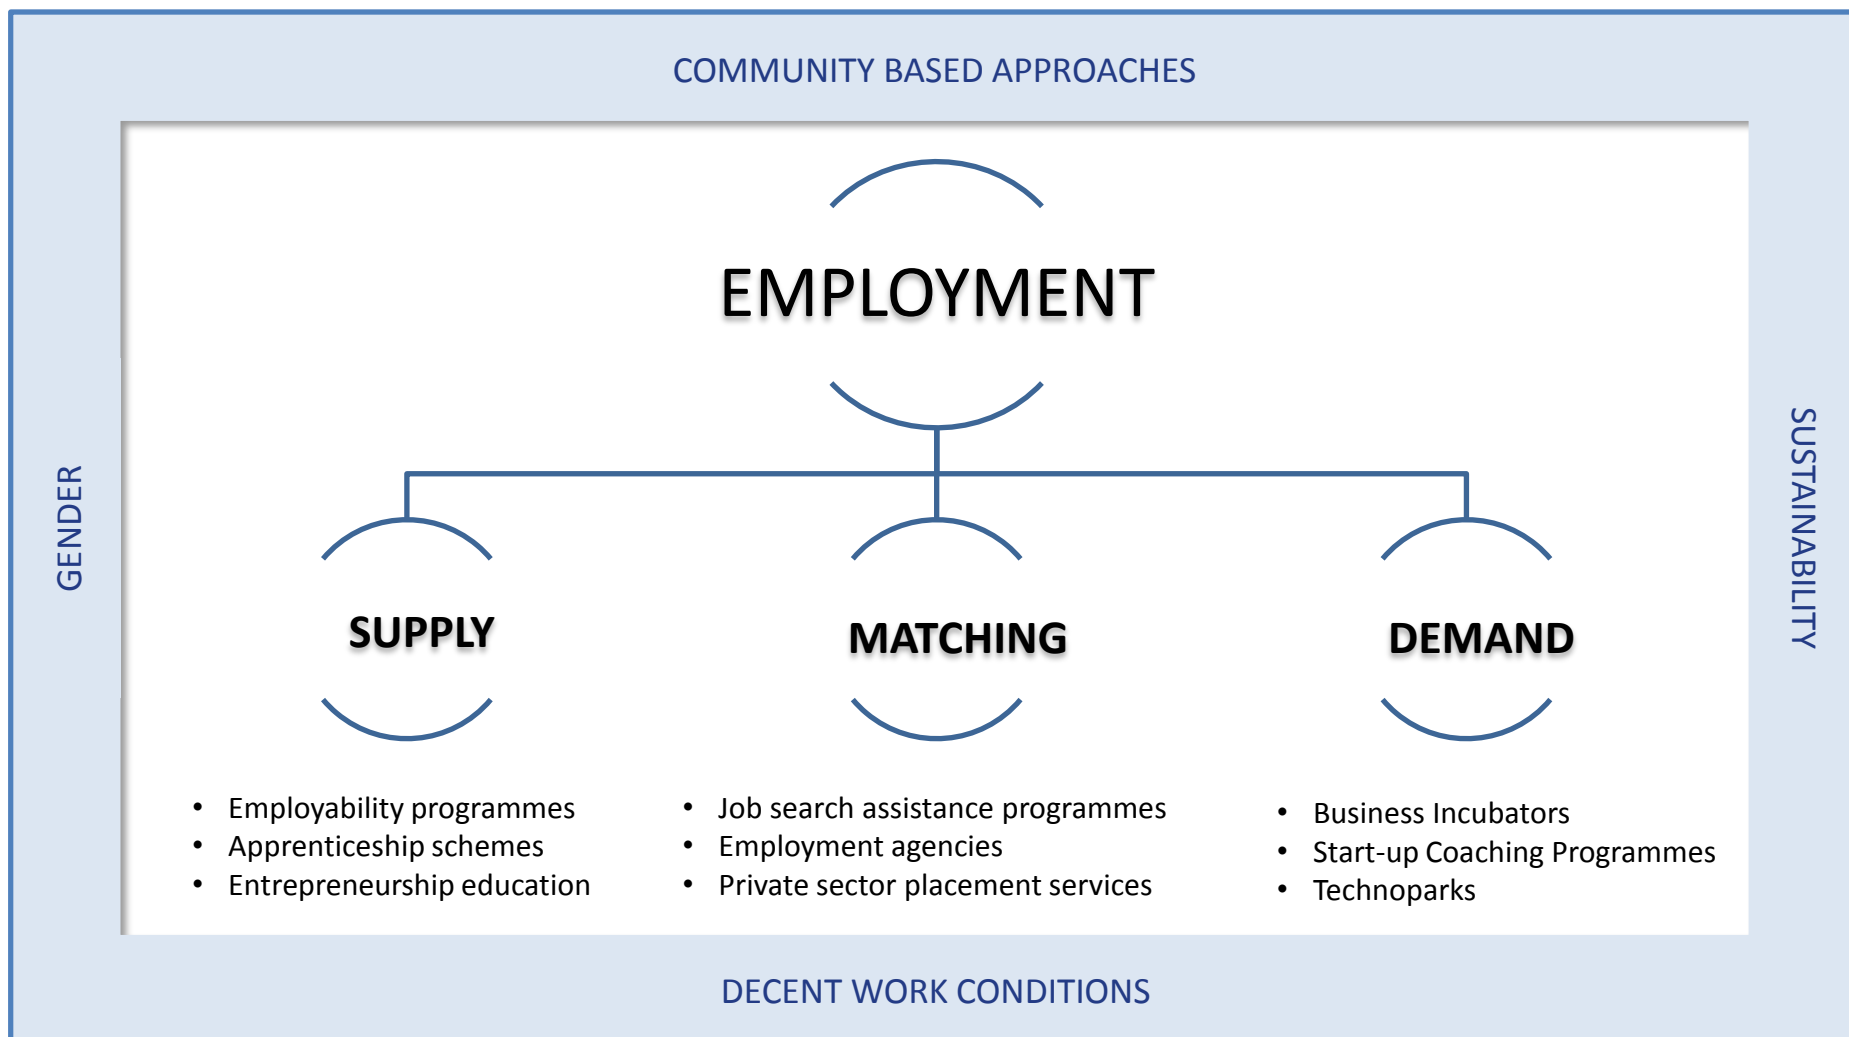 COMMUNITY BASED APPROACHES
EMPLOYMENT
GENDER
SUSTAINABILITY
SUPPLY
MATCHING
DEMAND
• Employability programmes
• Apprenticeship schemes
• Entrepreneurship education
• Job search assistance programmes
• Employment agencies
• Private sector placement services
• Business Incubators
• Start-up Coaching Programmes
• Technoparks
DECENT WORK CONDITIONS